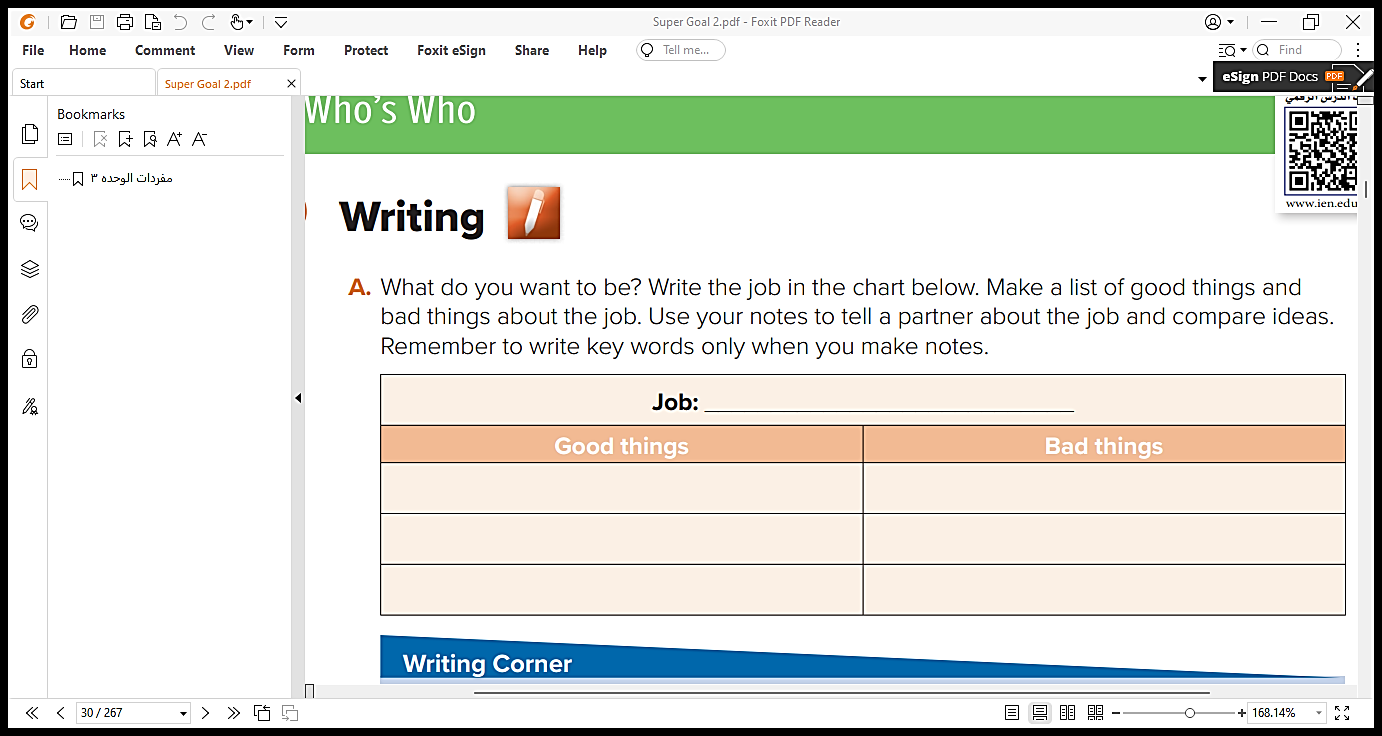 Super Goal 2.pdf - Foxit PDF Reader
File Home Comment View Form Protect Foxit eSign Share Help Tell me... Find
eSign PDF Docs PDF
Start Super Goal 2.pdf
Bookmarks
مفردات الوحده ٣
Who's Who
الدرس الرقمي
www.ien.edu
Writing
A. What do you want to be? Write the job in the chart below. Make a list of good things and
bad things about the job. Use your notes to tell a partner about the job and compare ideas.
Remember to write key words only when you make notes.
Job:
Good things Bad things
Writing Corner
30 / 267 168.14%